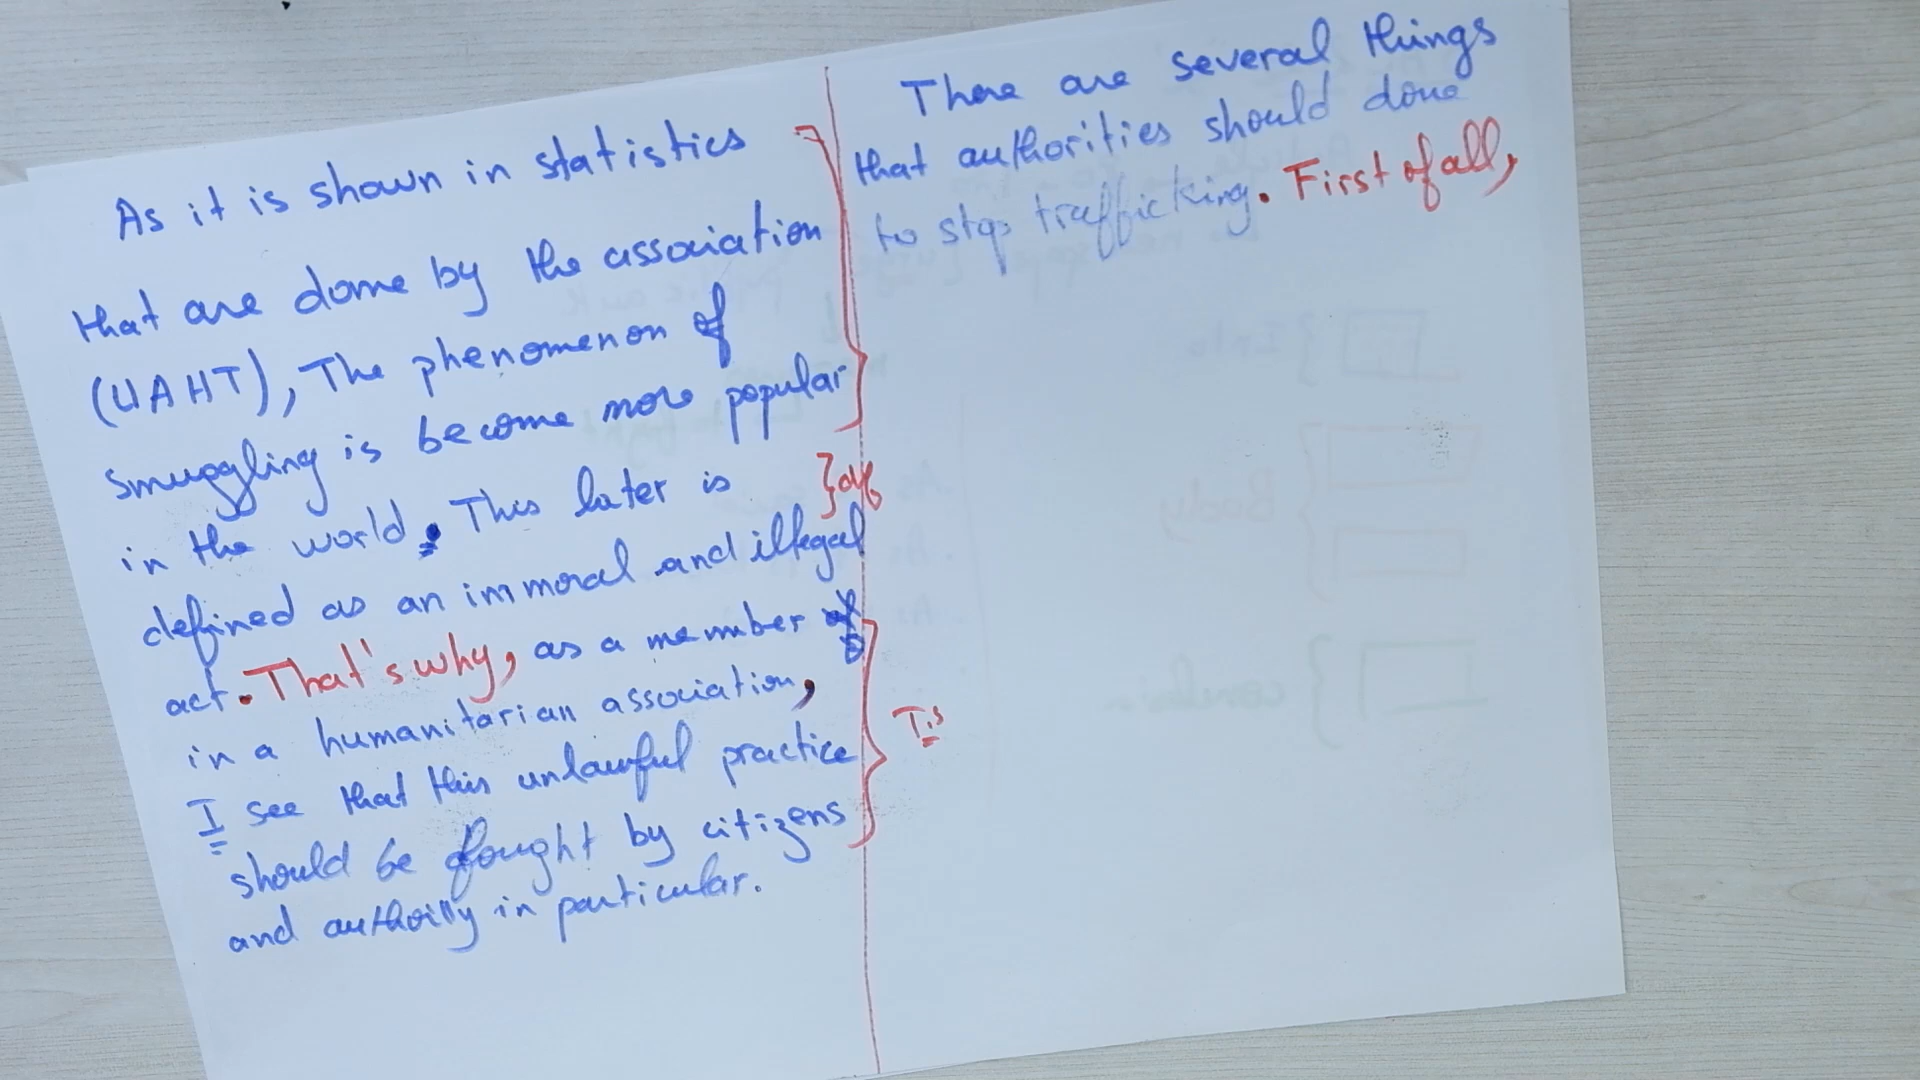 As it is shown in statistics
that are done by the association
(UAHT), The phenomenon of
smuggling is become more popular
in the world. This later is
defined as an immoral and illegal
act. That's why, as a member
in a humanitarian association,
I see that this unlawful practice
should be fought by citizens
and in particular.
T.S
There are several things
that authorities should done
to stop trafficking. First of all,